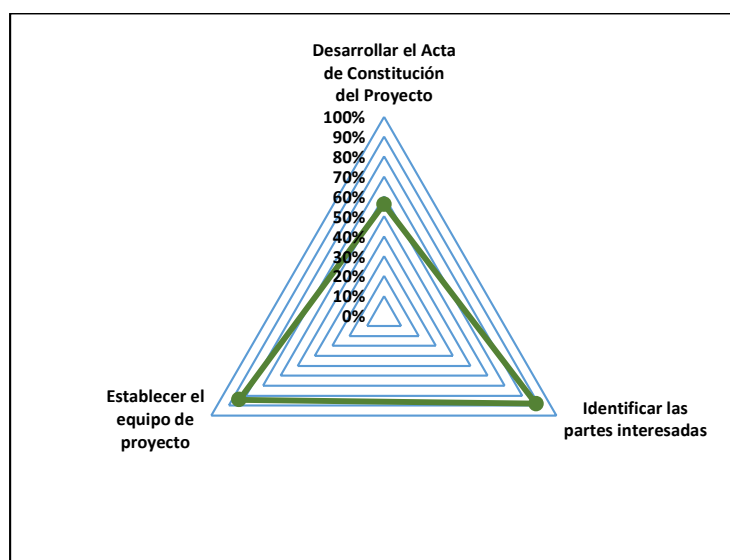 Desarrollar el Acta
de Constitución
del Proyecto
100%
90%
80%
70%
60%
50%
40%
30%
20%
10%
0%
Establecer el
equipo de
proyecto
Identificar las
partes interesadas